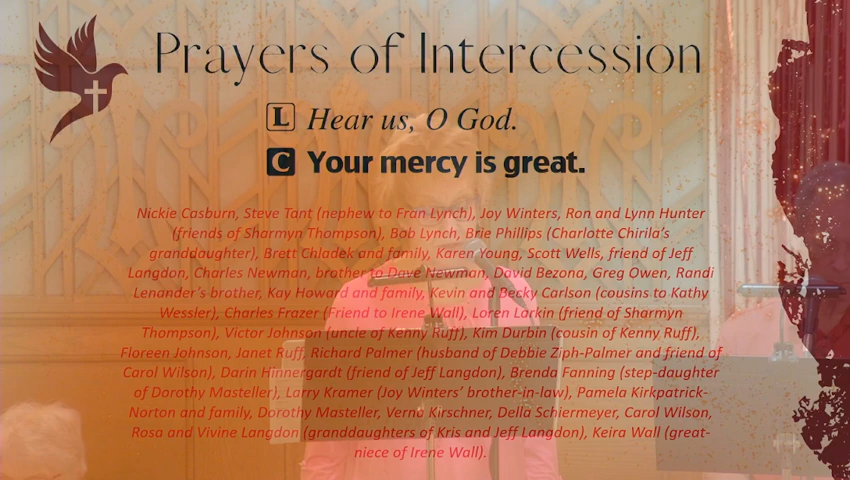 Prayers of Intercession
L Hear us, O God.
C Your mercy is great.
Nickie Casburn, Steve Tant (nephew to Fran Lynch), Joy Winters, Ron and Lynn Hunter
(friends of Sharmyn Thompson), Bob Lynch, Brie Phillips (Charlotte Chirila's
granddaughter), Brett Chladek and family, Karen Young, Scott Wells, friend of Jeff
Langdon, Charles Newman, brother to Dave Newman, David Bezona, Greg Owen, Randi
Lenander's brother, Kay Howard and family, Kevin and Becky Carlson (cousins to Kathy
Wessler), Charles Frazer (Friend to Irene Wall), Loren Larkin (friend of Sharmyn
Thompson), Victor Johnson (uncle of Kenny Ruff), Kim Durbin (cousin of Kenny Ruff),
Floreen Johnson, Janet Ruff, Richard Palmer (husband of Debbie Ziph-Palmer and friend of
Carol Wilson), Darin Hinnergardt (friend of Jeff Langdon), Brenda Fanning (step-daughter
of Dorothy Masteller), Larry Kramer (Joy Winters' brother-in-law), Pamela Kirkpatrick-
Norton and family, Dorothy Masteller, Verna Kirschner, Della Schiermeyer, Carol Wilson,
Rosa and Vivine Langdon (granddaughters of Kris and Jeff Langdon), Keira Wall (great-
niece of Irene Wall).